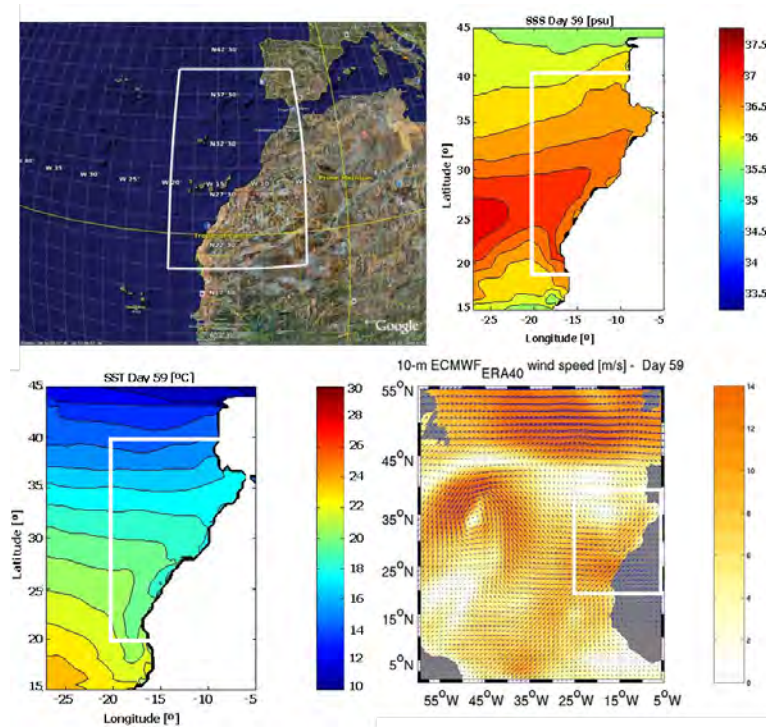 N42°30'
N37°30'
N32°30'
W 35°
W 30°
W 25°
W 20°
W 15°
W 10°
N27°30'
Prime Meridian
N22°30'
Google
SSS Day 59 [psu]
45
40
35
30
25
20
15
Latitude [º]
-25
-20
-15
-10
-5
Longitude [º]
37.5
37
36.5
36
35.5
35
34.5
34
33.5
SST Day 59 [ºC]
45
40
35
30
25
20
15
Latitude [º]
-25
-20
-15
-10
-5
Longitude [º]
30
28
26
24
22
20
18
16
14
12
10
10-m ECMWF ERA40 wind speed [m/s] - Day 59
55°N
45°N
35°N
25°N
15°N
5°N
55°W
45°W
35°W
25°W
15°W
5°W
14
12
10
8
6
4
2
0